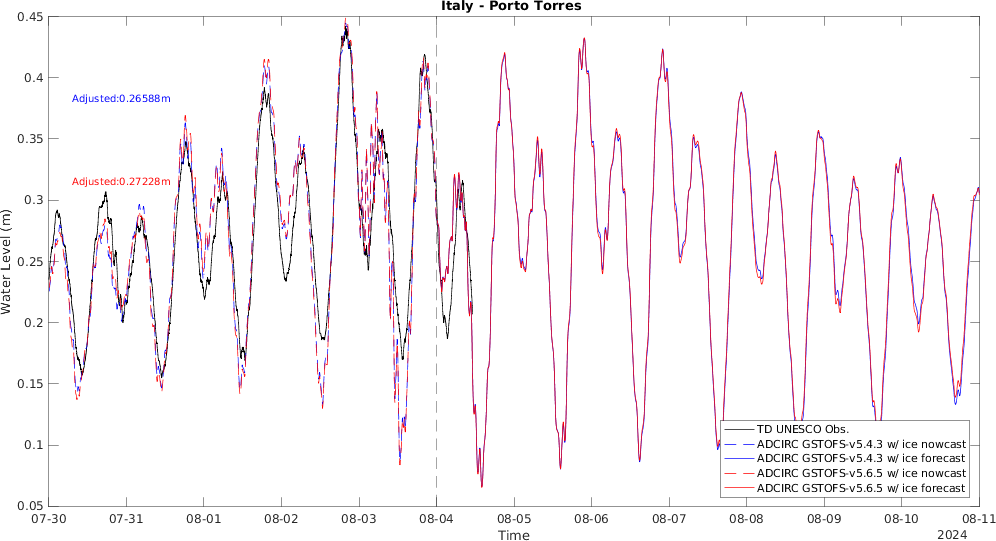 Italy - Porto Torres
Water Level (m)
0.45
0.4
0.35
0.3
0.25
0.2
0.15
0.1
0.05
Adjusted:0.26588m
Adjusted:0.27228m
TD UNESCO Obs.
ADCIRC GSTOFS-v5.4.3 w/ ice nowcast
ADCIRC GSTOFS-v5.4.3 w/ ice forecast
ADCIRC GSTOFS-v5.6.5 w/ ice nowcast
ADCIRC GSTOFS-v5.6.5 w/ ice forecast
07-30 07-31 08-01 08-02 08-03 08-04 08-05 08-06 08-07 08-08 08-09 08-10 08-11
Time
2024